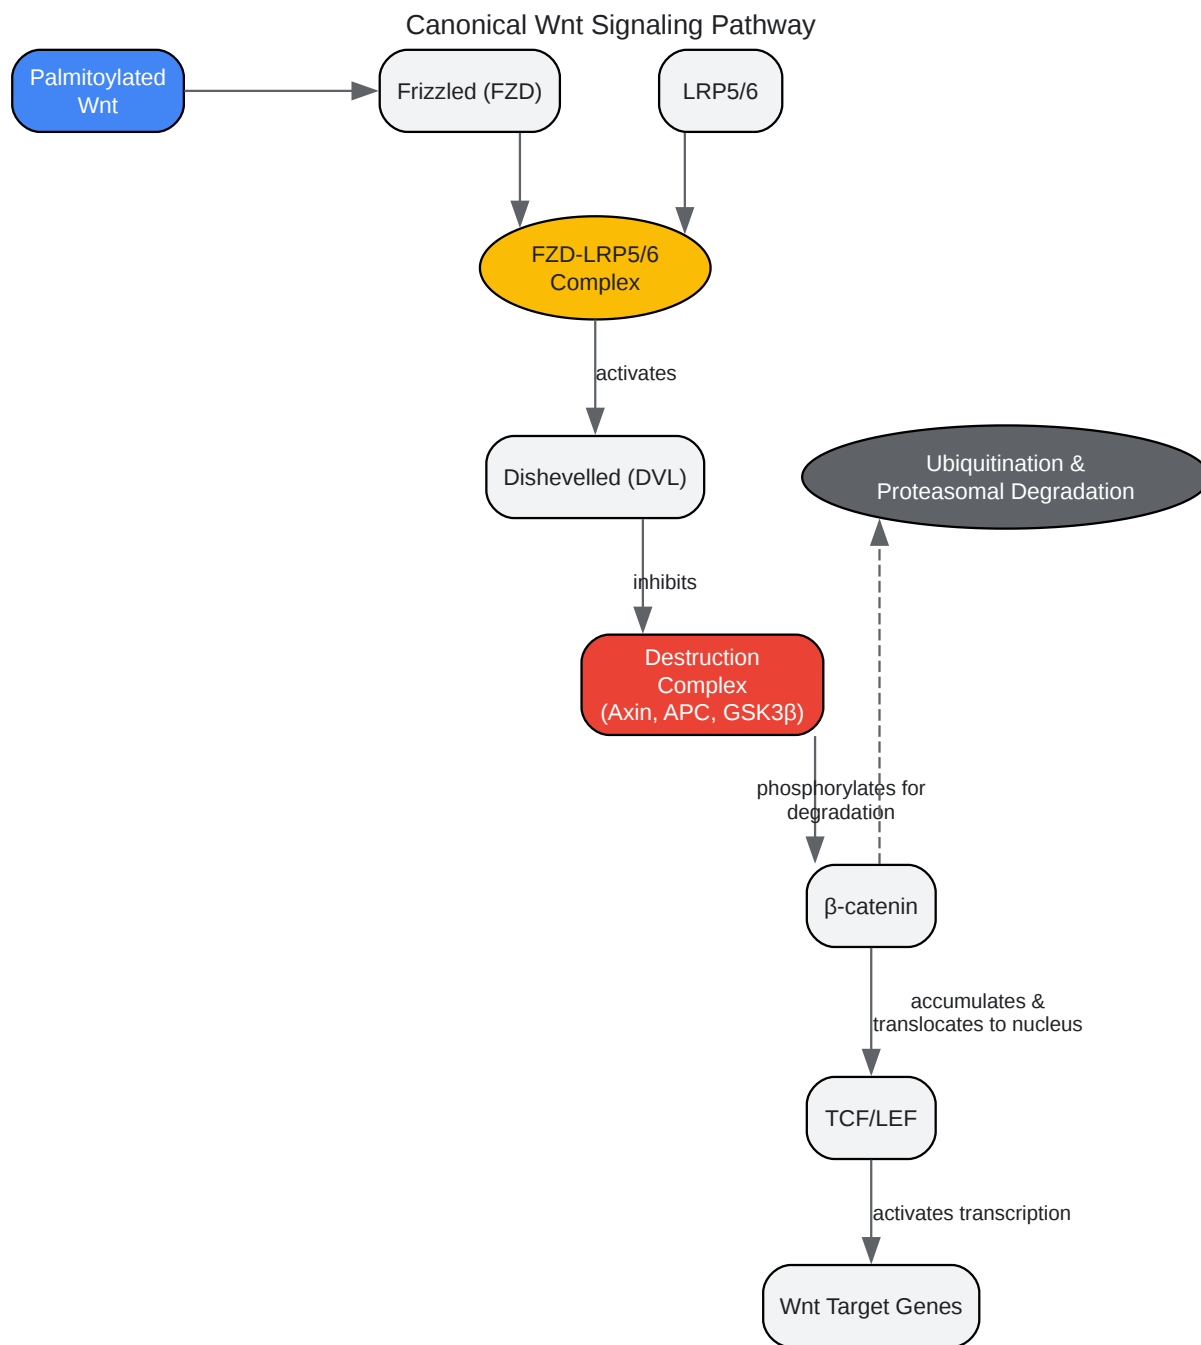 Canonical Wnt Signaling Pathway
Palmitoylated
Wnt
Frizzled (FZD)
LRP5/6
FZD-LRP5/6
Complex
activates
Dishevelled (DVL)
Ubiquitination &
Proteasomal Degradation
inhibits
Destruction
Complex
(Axin, APC, GSK3β)
phosphorylates for
degradation
β-catenin
accumulates &
translocates to nucleus
TCF/LEF
activates transcription
Wnt Target Genes